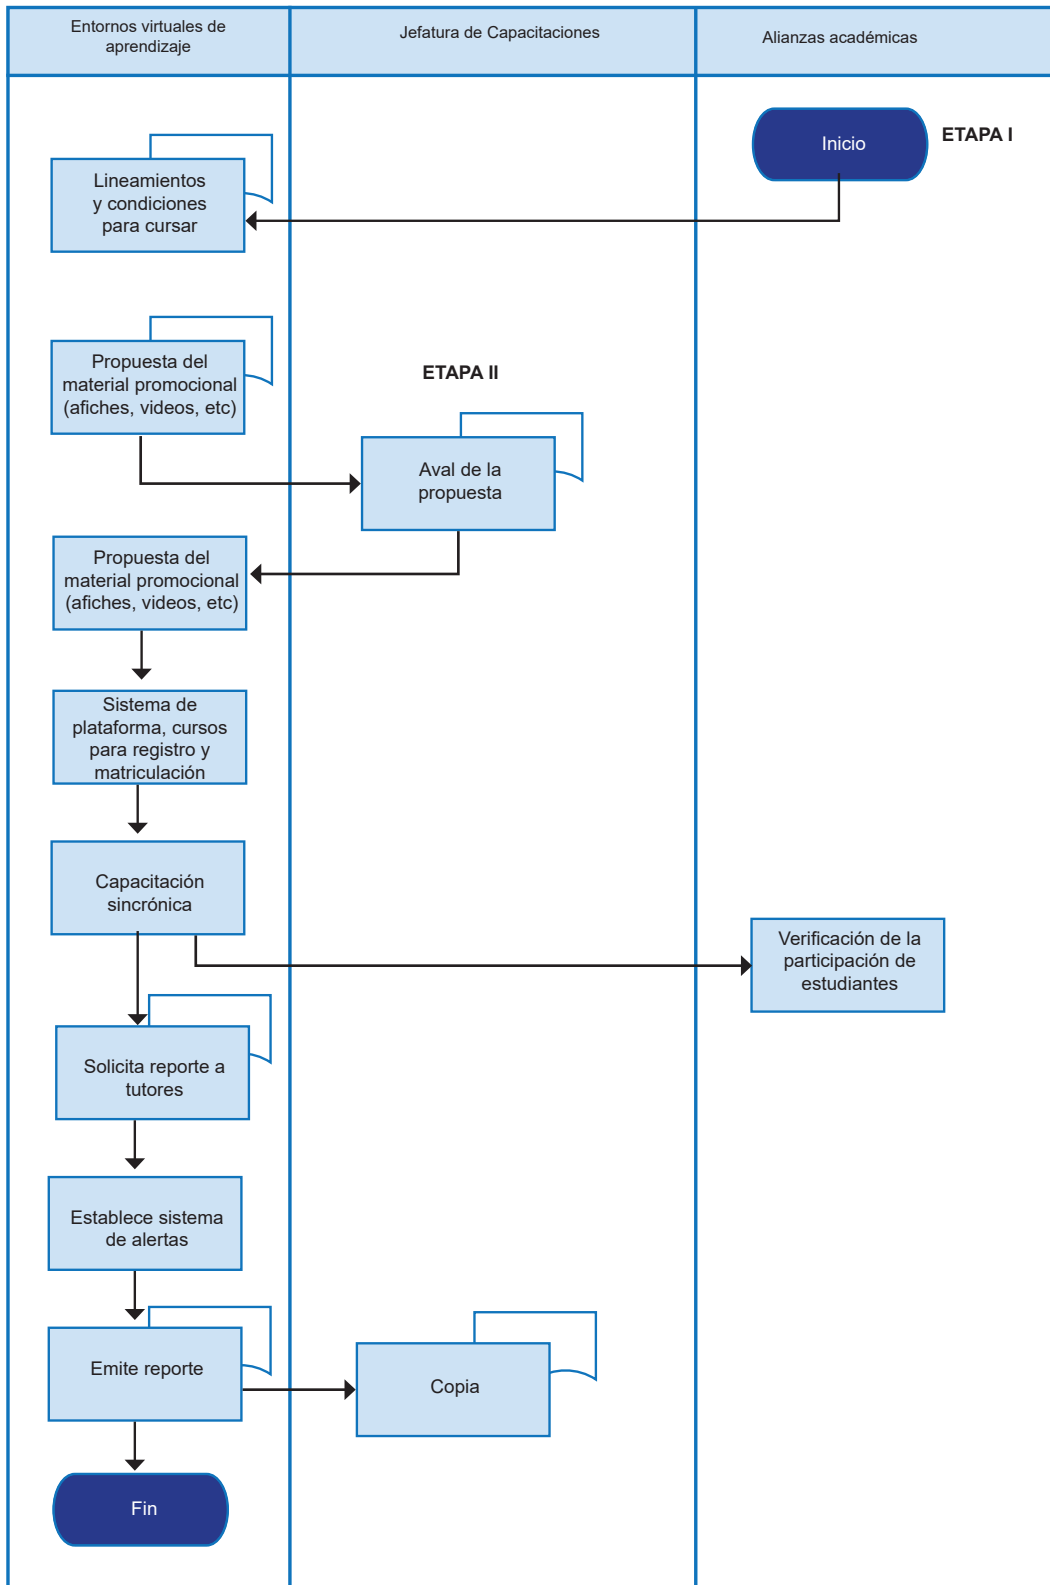 Entornos virtuales de
aprendizaje
Jefatura de Capacitaciones
Alianzas académicas
Inicio
ETAPA I
Lineamientos
y condiciones
para cursar
Propuesta del
material promocional
(afiches, videos, etc)
ETAPA II
Aval de la
propuesta
Propuesta del
material promocional
(afiches, videos, etc)
Sistema de
plataforma, cursos
para registro y
matriculación
Capacitación
sincrónica
Verificación de la
participación de
estudiantes
Solicita reporte a
tutores
Establece sistema
de alertas
Emite reporte
Copia
Fin